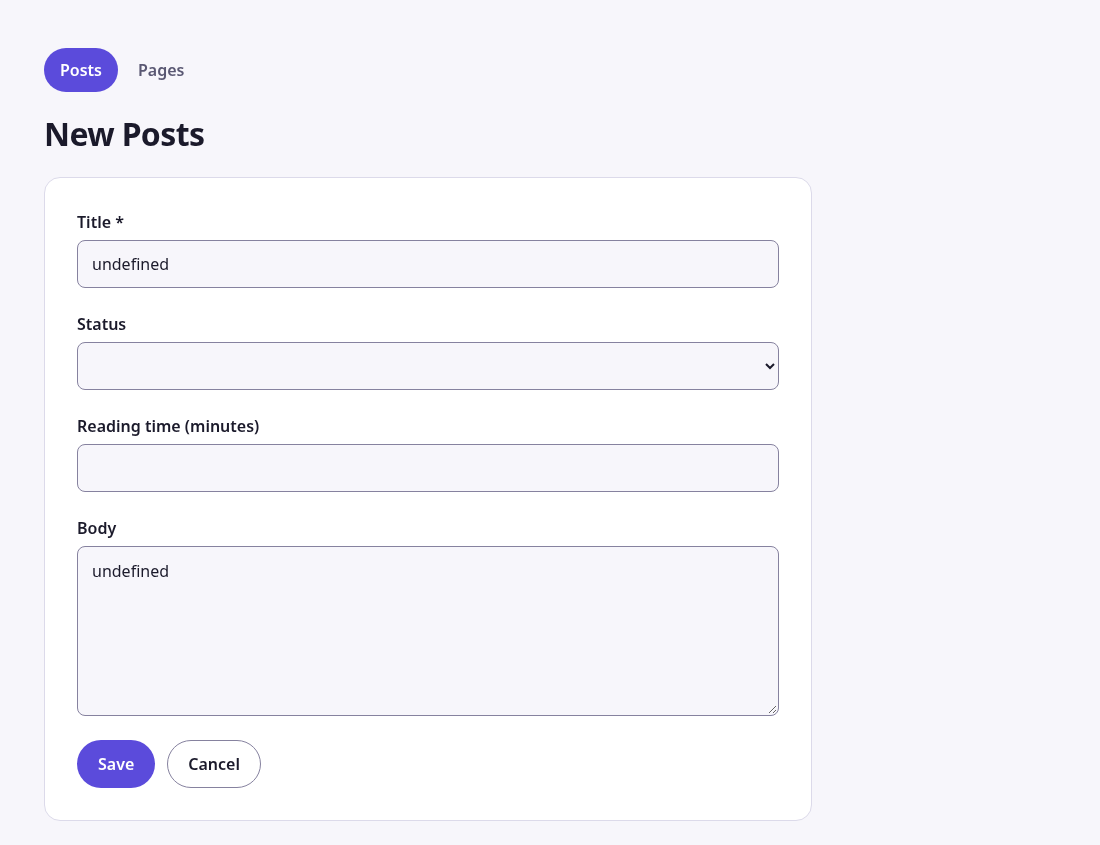 Posts Pages
New Posts
Title *
undefined
Status
Reading time (minutes)
Body
undefined
Save Cancel